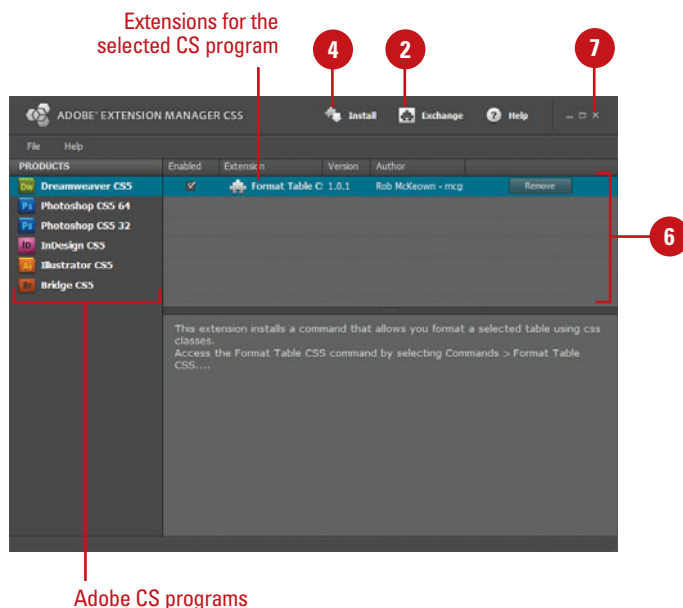 Extensions for the
selected CS program
4
2
7
ADOBE® EXTENSION MANAGER CS5
Install
Exchange
Help
File Help
PRODUCTS
Enabled Extension Version Author
Dw Dreamweaver CS5
Format Table C: 1.0.1 Rob McKeown - mcg Remove
Ps Photoshop CS5 64
Ps Photoshop CS5 32
ID InDesign CS5
Ai Illustrator CS5
Br Bridge CS5
6
This extension installs a command that allows you format a selected table using css
classes.
Access the Format Table CSS command by selecting Commands > Format Table
CSS....
Adobe CS programs